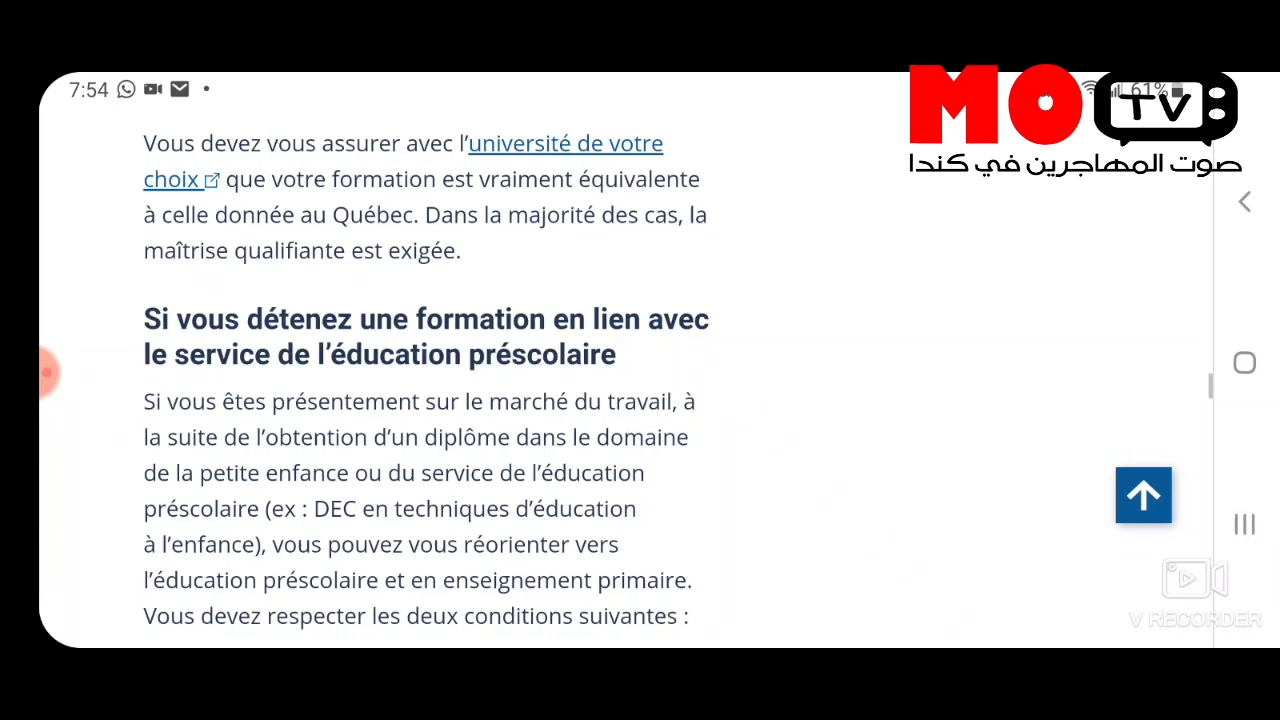 7:54
61%
MO TV
صوت المهاجرين في كندا
Vous devez vous assurer avec l’université de votre
choix que votre formation est vraiment équivalente
à celle donnée au Québec. Dans la majorité des cas, la
maîtrise qualifiante est exigée.
Si vous détenez une formation en lien avec
le service de l’éducation préscolaire
Si vous êtes présentement sur le marché du travail, à
la suite de l’obtention d’un diplôme dans le domaine
de la petite enfance ou du service de l’éducation
préscolaire (ex : DEC en techniques d’éducation
à l’enfance), vous pouvez vous réorienter vers
l’éducation préscolaire et en enseignement primaire.
Vous devez respecter les deux conditions suivantes :
V RECORDER